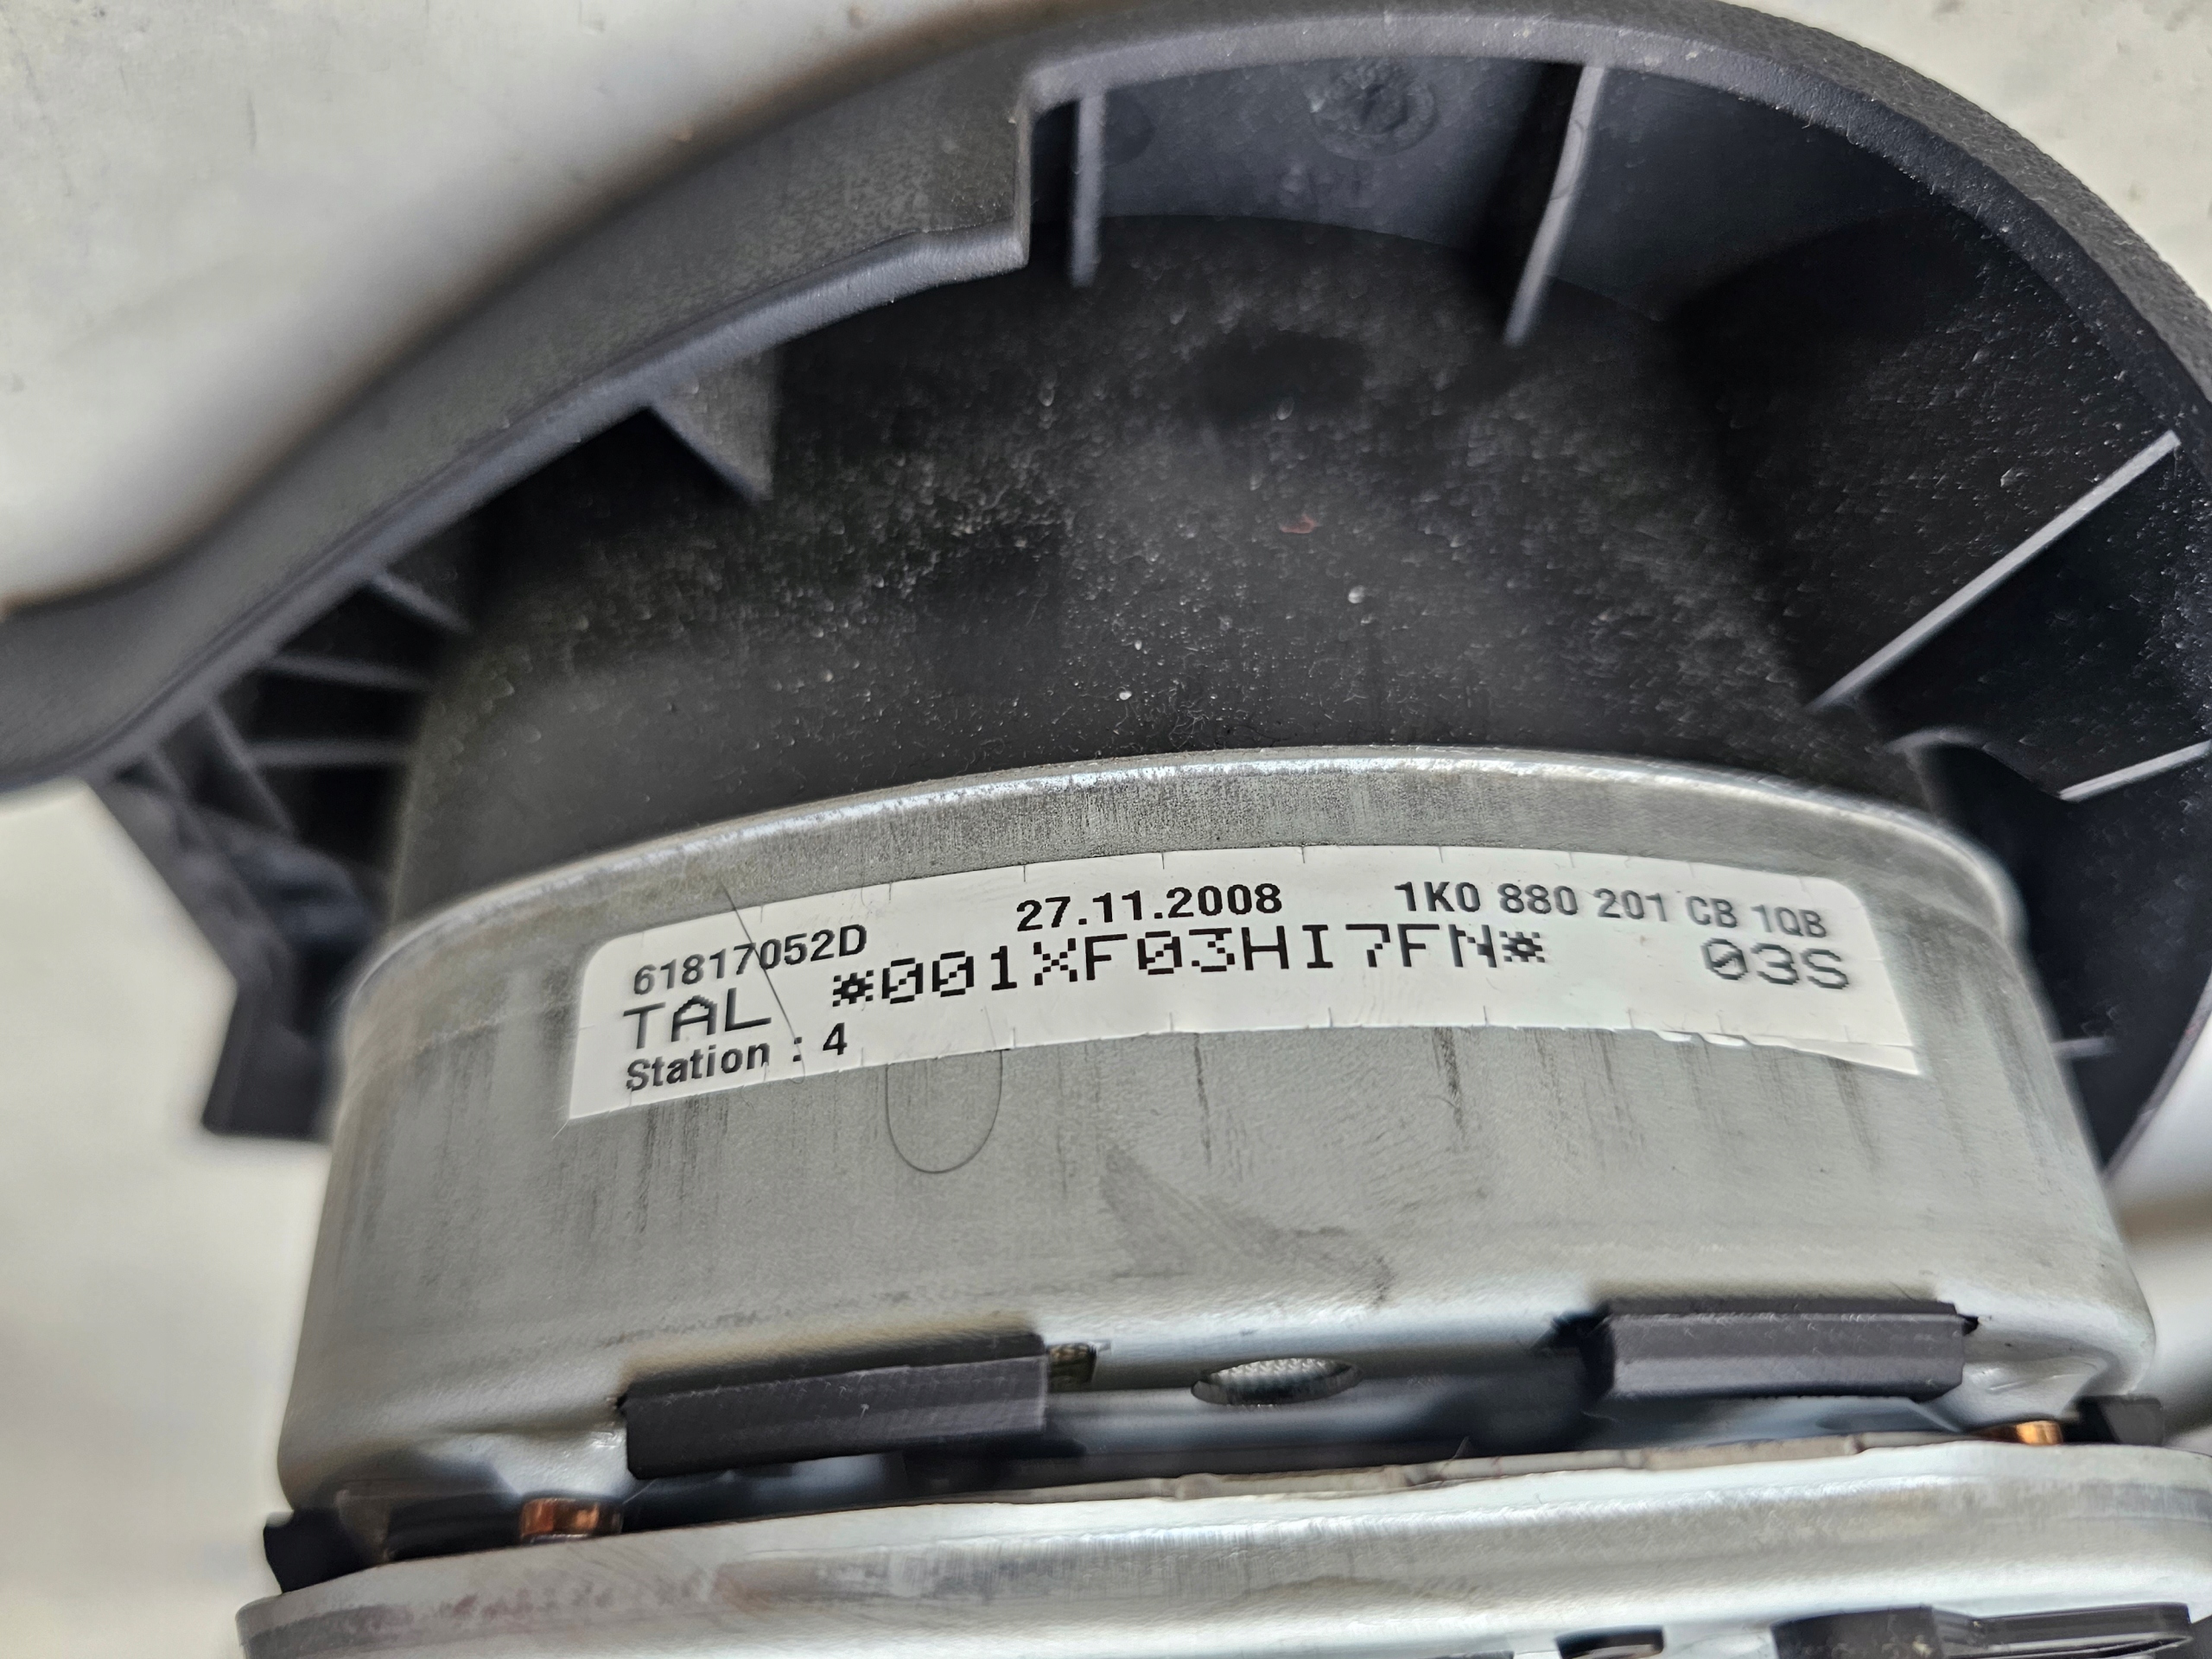 61817052D 27.11.2008 1K0 880 201 CB 1QB
TAL *001XF03HI7FN* 03S
Station : 4